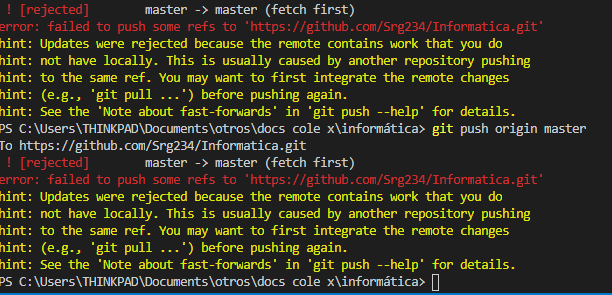 ! [rejected]        master -> master (fetch first)
error: failed to push some refs to 'https://github.com/Srg234/Informatica.git'
hint: Updates were rejected because the remote contains work that you do
hint: not have locally. This is usually caused by another repository pushing
hint: to the same ref. You may want to first integrate the remote changes
hint: (e.g., 'git pull ...') before pushing again.
hint: See the 'Note about fast-forwards' in 'git push --help' for details.
PS C:\Users\THINKPAD\Documents\otros\docs cole x\informática> git push origin master
To https://github.com/Srg234/Informatica.git
! [rejected]        master -> master (fetch first)
error: failed to push some refs to 'https://github.com/Srg234/Informatica.git'
hint: Updates were rejected because the remote contains work that you do
hint: not have locally. This is usually caused by another repository pushing
hint: to the same ref. You may want to first integrate the remote changes
hint: (e.g., 'git pull ...') before pushing again.
hint: See the 'Note about fast-forwards' in 'git push --help' for details.
PS C:\Users\THINKPAD\Documents\otros\docs cole x\informática>